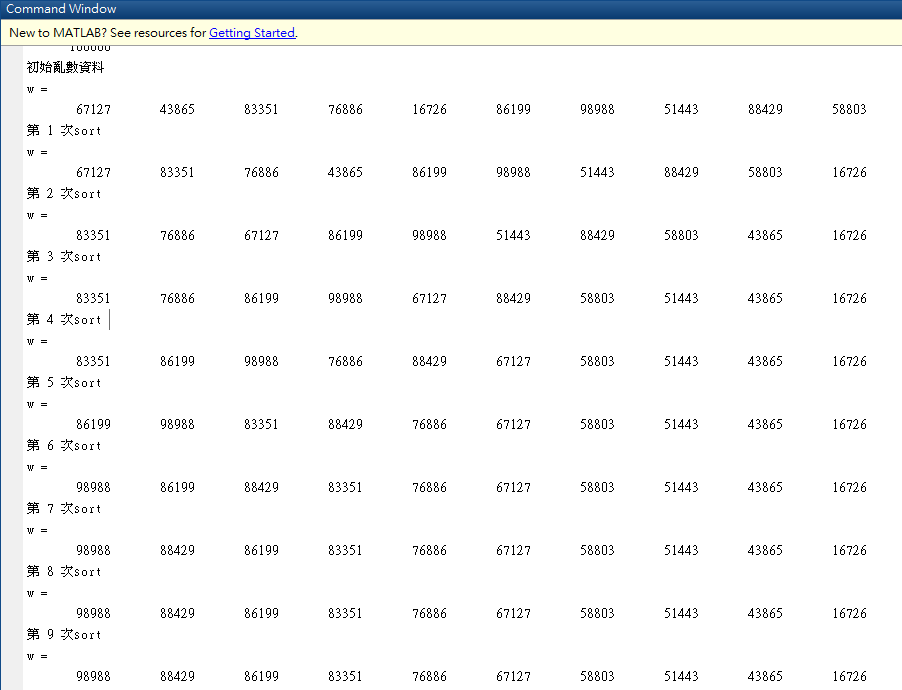 Command Window
New to MATLAB? See resources for Getting Started.
100000
初始亂數資料
w =
67127 43865 83351 76886 16726 86199 98988 51443 88429 58803
第 1 次sort
w =
67127 83351 76886 43865 86199 98988 51443 88429 58803 16726
第 2 次sort
w =
83351 76886 67127 86199 98988 51443 88429 58803 43865 16726
第 3 次sort
w =
83351 76886 86199 98988 67127 88429 58803 51443 43865 16726
第 4 次sort
w =
83351 86199 98988 76886 88429 67127 58803 51443 43865 16726
第 5 次sort
w =
86199 98988 83351 88429 76886 67127 58803 51443 43865 16726
第 6 次sort
w =
98988 86199 88429 83351 76886 67127 58803 51443 43865 16726
第 7 次sort
w =
98988 88429 86199 83351 76886 67127 58803 51443 43865 16726
第 8 次sort
w =
98988 88429 86199 83351 76886 67127 58803 51443 43865 16726
第 9 次sort
w =
98988 88429 86199 83351 76886 67127 58803 51443 43865 16726